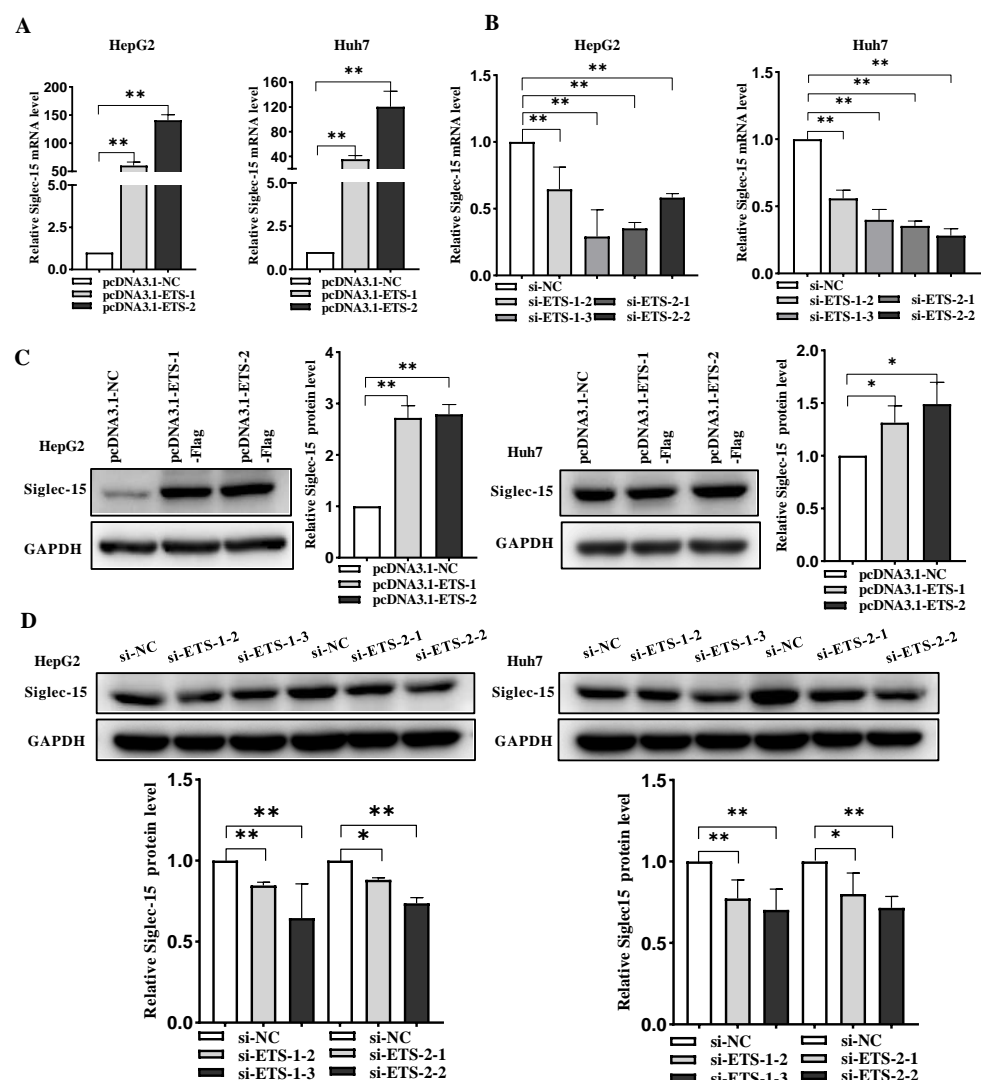 A
HepG2
Relative Siglec-15 mRNA level
150
100
50
5.0
2.5
0.0
**
**
pcDNA3.1-NC
pcDNA3.1-ETS-1
pcDNA3.1-ETS-2
Huh7
Relative Siglec-15 mRNA level
160
120
80
40
2.0
1.0
0.0
**
**
pcDNA3.1-NC
pcDNA3.1-ETS-1
pcDNA3.1-ETS-2
B
HepG2
Relative Siglec-15 mRNA level
1.5
1.0
0.5
0.0
**
**
**
**
si-NC
si-ETS-1-2 si-ETS-2-1
si-ETS-1-3 si-ETS-2-2
Huh7
Relative Siglec-15 mRNA level
1.5
1.0
0.5
0.0
**
**
**
**
si-NC
si-ETS-1-2 si-ETS-2-1
si-ETS-1-3 si-ETS-2-2
C
HepG2
pcDNA3.1-NC
pcDNA3.1-ETS-1
-Flag
pcDNA3.1-ETS-2
-Flag
Siglec-15
GAPDH
Relative Siglec-15 protein level
4
3
2
1
0
**
**
pcDNA3.1-NC
pcDNA3.1-ETS-1
pcDNA3.1-ETS-2
Huh7
pcDNA3.1-NC
pcDNA3.1-ETS-1
-Flag
pcDNA3.1-ETS-2
-Flag
Siglec-15
GAPDH
Relative Siglec-15 protein level
2.0
1.5
1.0
0.5
0.0
*
*
pcDNA3.1-NC
pcDNA3.1-ETS-1
pcDNA3.1-ETS-2
D
HepG2
si-NC si-ETS-1-2 si-ETS-1-3 si-NC si-ETS-2-1 si-ETS-2-2
Siglec-15
GAPDH
Relative Siglec-15 protein level
1.5
1.0
0.5
0.0
** **
** *
si-NC si-NC
si-ETS-1-2 si-ETS-2-1
si-ETS-1-3 si-ETS-2-2
Huh7
si-NC si-ETS-1-2 si-ETS-1-3 si-NC si-ETS-2-1 si-ETS-2-2
Siglec-15
GAPDH
Relative Siglec15 protein level
1.5
1.0
0.5
0.0
** **
** *
si-NC si-NC
si-ETS-1-2 si-ETS-2-1
si-ETS-1-3 si-ETS-2-2